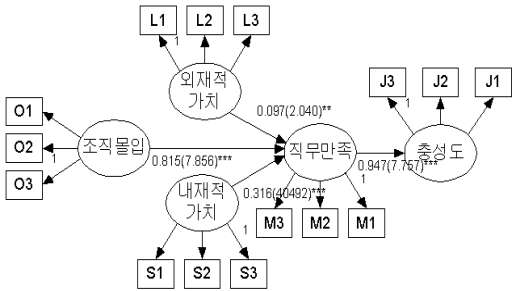 L1
L2
L3
1
외재적
가치
0.097(2.040)**
J3
J2
J1
1
O1
O2
1
O3
조직몰입
0.815(7.856)***
직무만족
0.947(7.757)***
충성도
0.316(40492)***
1
내재적
가치
1
M3
M2
M1
S1
S2
S3